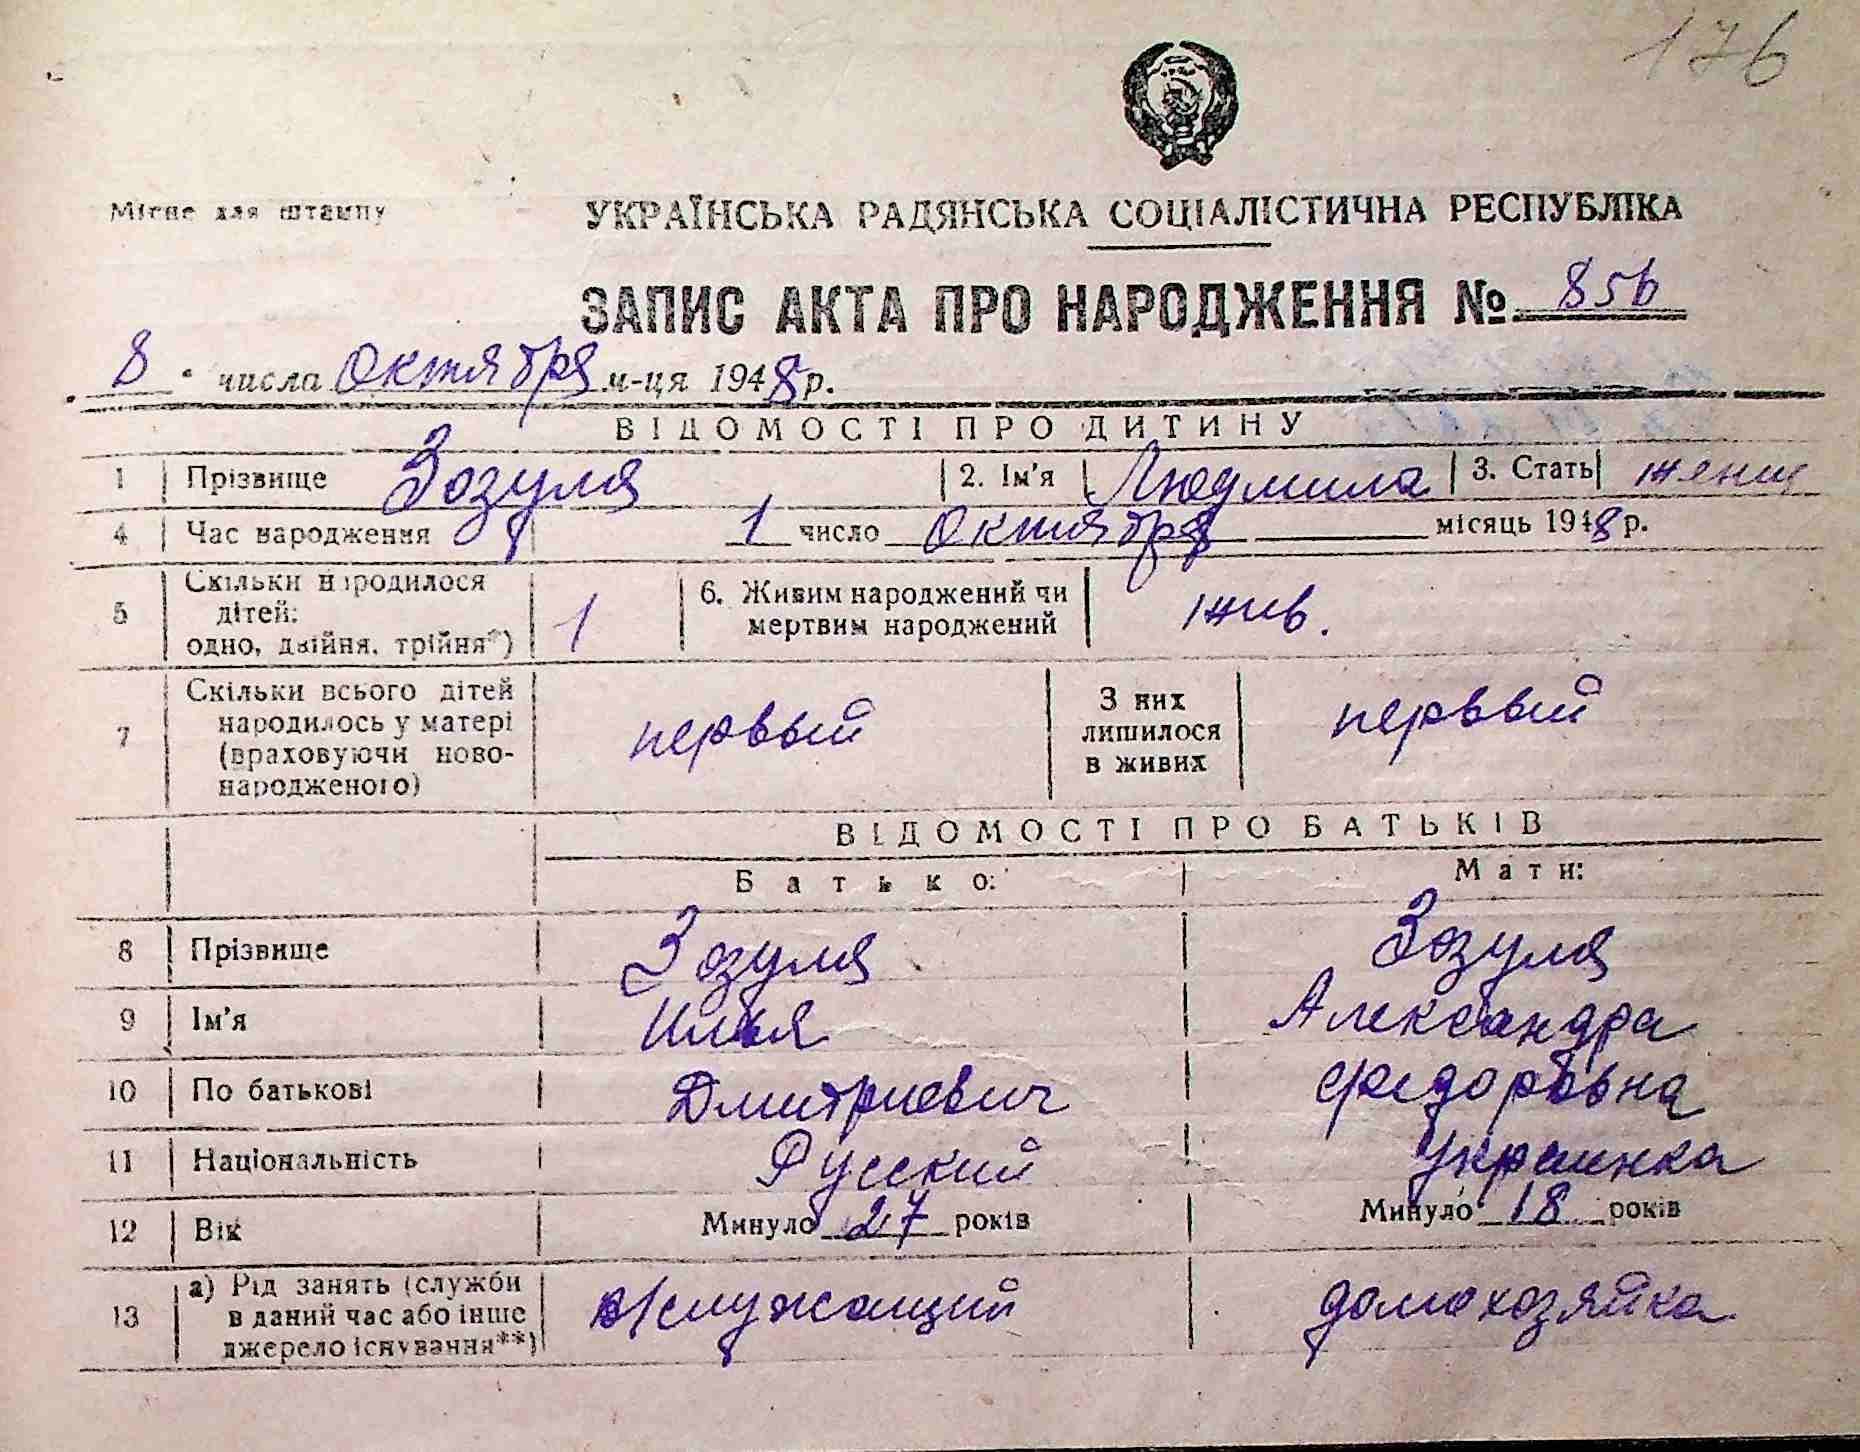 176
Місце для штампу
УКРАЇНСЬКА РАДЯНСЬКА СОЦІАЛІСТИЧНА РЕСПУБЛІКА
ЗАПИС АКТА ПРО НАРОДЖЕННЯ № 856
8 числа октября м-ця 1948 р.
ВІДОМОСТІ ПРО ДИТИНУ
1 Прізвище Зозуля 2. Ім'я Людмила 3. Стать женщ
4 Час народження 1 число октября місяць 1948 р.
5 Скільки народилося
дітей:
одно, двійня, трійня*) 1 6. Живим народжений чи
мертвим народжений жив.
7 Скільки всього дітей
народилось у матері
(враховуючи ново-
народженого) первый З них
лишилося
в живих первый
ВІДОМОСТІ ПРО БАТЬКІВ
Батько: Мати:
8 Прізвище Зозуля Зозуля
9 Ім'я Илья Александра
10 По батькові Дмитриевич Федоровна
11 Національність Русский Украинка
12 Вік Минуло 27 років Минуло 18 років
13 а) Рід занять (служби
в даний час або інше
джерело існування**) в/служащий домохозяйка